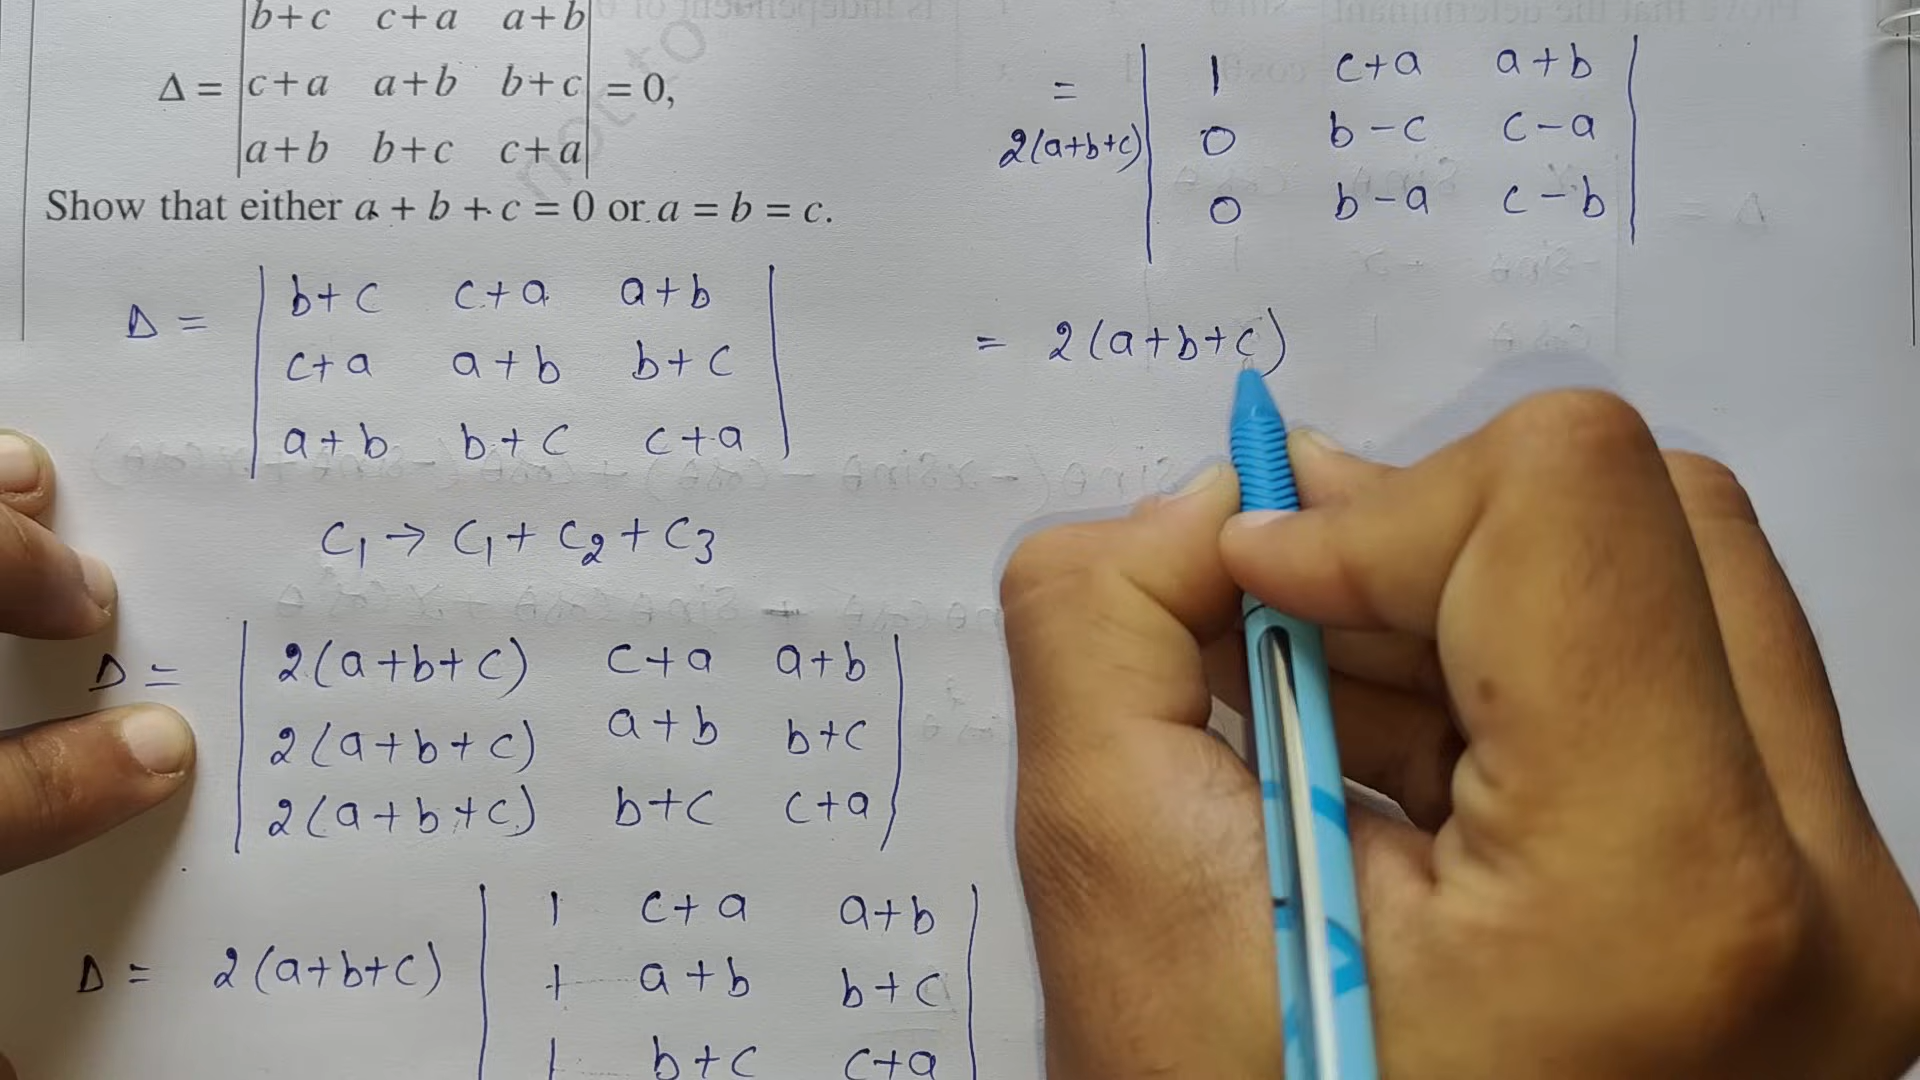 b+c c+a a+b
Δ = c+a a+b b+c = 0,
a+b b+c c+a
Show that either a + b + c = 0 or a = b = c.
Δ = b+c c+a a+b
c+a a+b b+c
a+b b+c c+a
C₁ → C₁ + C₂ + C₃
Δ = 2(a+b+c) c+a a+b
2(a+b+c) a+b b+c
2(a+b+c) b+c c+a
Δ = 2(a+b+c) 1 c+a a+b
1 a+b b+c
1 b+c c+a
= 2(a+b+c) 1 c+a a+b
0 b-c c-a
0 b-a c-b
= 2(a+b+c)